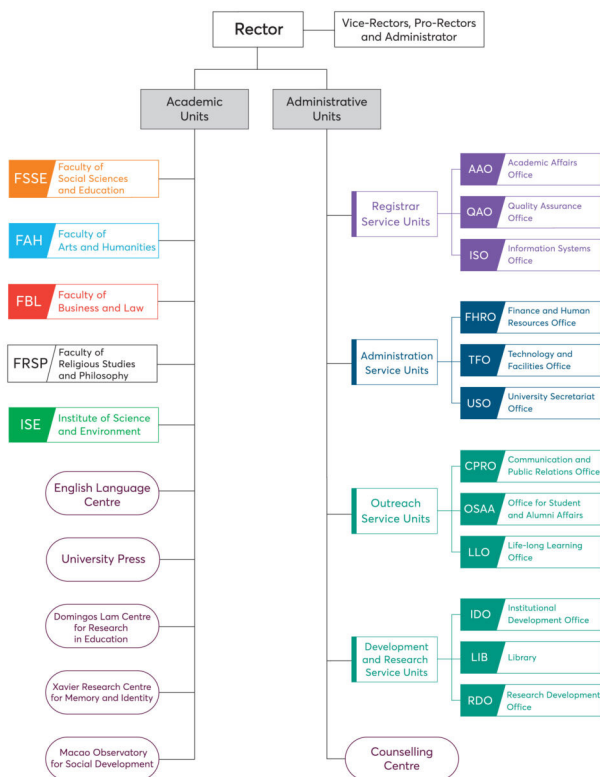 Rector
Vice-Rectors, Pro-Rectors
and Administrator
Academic
Units
Administrative
Units
FSSE
Faculty of
Social Sciences
and Education
FAH
Faculty of
Arts and Humanities
FBL
Faculty of
Business and Law
FRSP
Faculty of
Religious Studies
and Philosophy
ISE
Institute of Science
and Environment
English Language
Centre
University Press
Domingos Lam Centre
for Research
in Education
Xavier Research Centre
for Memory and Identity
Macao Observatory
for Social Development
Registrar
Service Units
AAO
Academic Affairs
Office
QAO
Quality Assurance
Office
ISO
Information Systems
Office
Administration
Service Units
FHRO
Finance and Human
Resources Office
TFO
Technology and
Facilities Office
USO
University Secretariat
Office
Outreach
Service Units
CPRO
Communication and
Public Relations Office
OSAA
Office for Student
and Alumni Affairs
LLO
Life-long Learning
Office
Development
and Research
Service Units
IDO
Institutional
Development Office
LIB
Library
RDO
Research Development
Office
Counselling
Centre